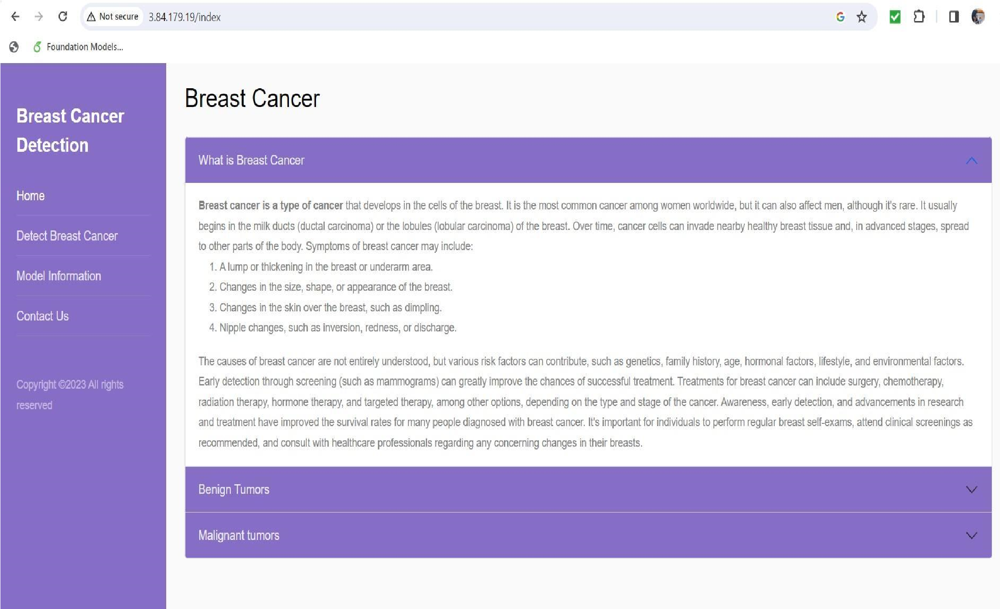 Not secure 3.84.179.19/index
Foundation Models...
Breast Cancer
Detection
Home
Detect Breast Cancer
Model Information
Contact Us
Copyright ©2023 All rights
reserved
Breast Cancer
What is Breast Cancer
Breast cancer is a type of cancer that develops in the cells of the breast. It is the most common cancer among women worldwide, but it can also affect men, although it's rare. It usually
begins in the milk ducts (ductal carcinoma) or the lobules (lobular carcinoma) of the breast. Over time, cancer cells can invade nearby healthy breast tissue and, in advanced stages, spread
to other parts of the body. Symptoms of breast cancer may include:
1. A lump or thickening in the breast or underarm area.
2. Changes in the size, shape, or appearance of the breast.
3. Changes in the skin over the breast, such as dimpling.
4. Nipple changes, such as inversion, redness, or discharge.
The causes of breast cancer are not entirely understood, but various risk factors can contribute, such as genetics, family history, age, hormonal factors, lifestyle, and environmental factors.
Early detection through screening (such as mammograms) can greatly improve the chances of successful treatment. Treatments for breast cancer can include surgery, chemotherapy,
radiation therapy, hormone therapy, and targeted therapy, among other options, depending on the type and stage of the cancer. Awareness, early detection, and advancements in research
and treatment have improved the survival rates for many people diagnosed with breast cancer. It's important for individuals to perform regular breast self-exams, attend clinical screenings as
recommended, and consult with healthcare professionals regarding any concerning changes in their breasts.
Benign Tumors
Malignant tumors